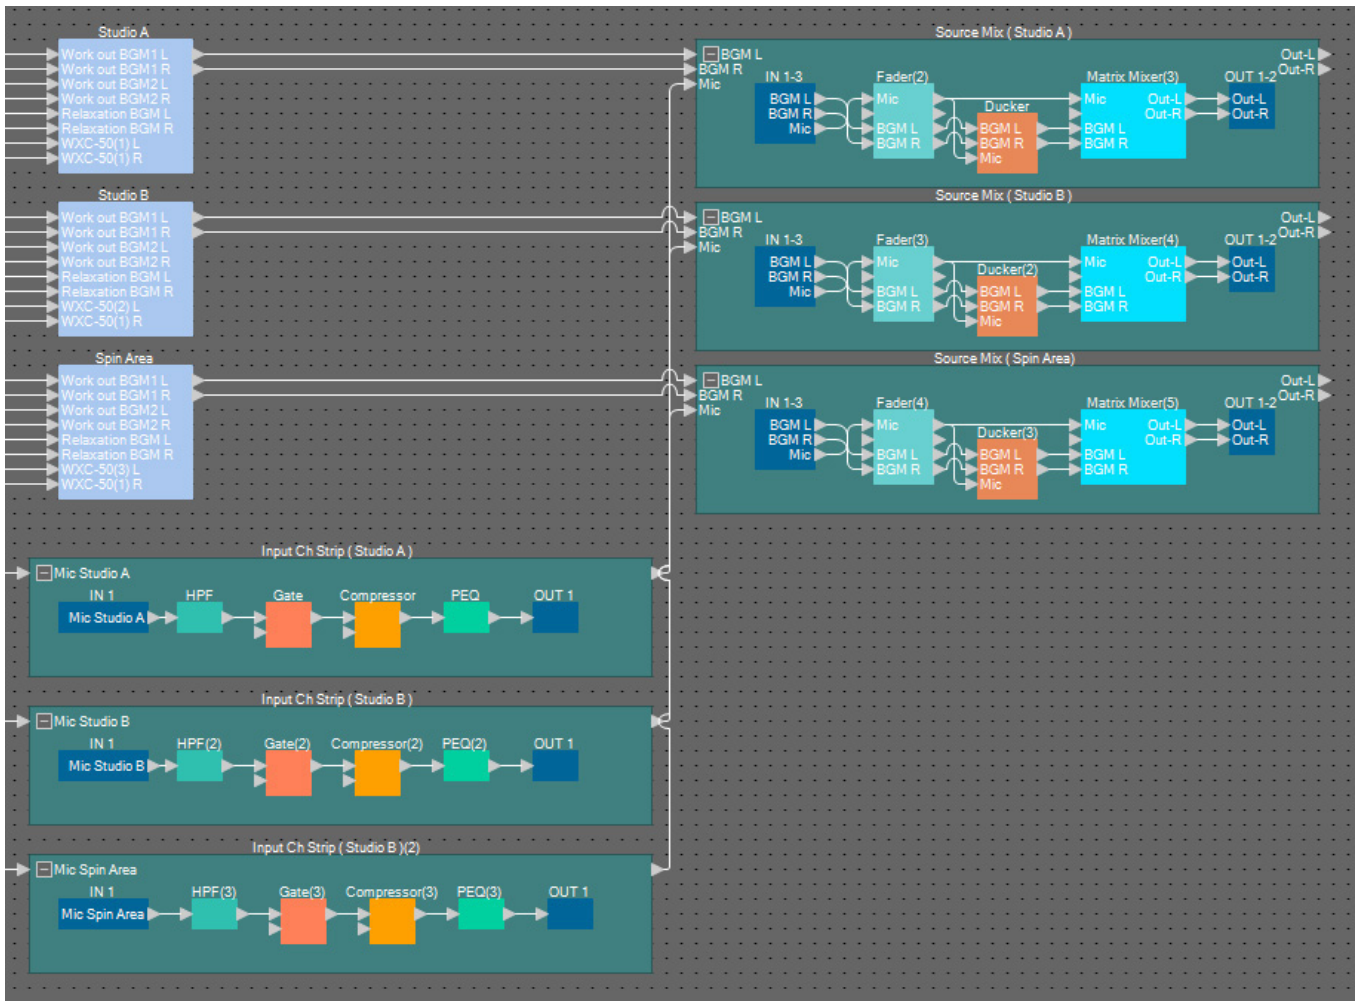 Studio A
Work out BGM1 L
Work out BGM1 R
Work out BGM2 L
Work out BGM2 R
Relaxation BGM L
Relaxation BGM R
WXC-50(1) L
WXC-50(1) R
Studio B
Work out BGM1 L
Work out BGM1 R
Work out BGM2 L
Work out BGM2 R
Relaxation BGM L
Relaxation BGM R
WXC-50(2) L
WXC-50(1) R
Spin Area
Work out BGM1 L
Work out BGM1 R
Work out BGM2 L
Work out BGM2 R
Relaxation BGM L
Relaxation BGM R
WXC-50(3) L
WXC-50(1) R
Source Mix ( Studio A )
BGM L
BGM R
Mic
IN 1-3
BGM L
BGM R
Mic
Fader(2)
Mic
BGM L
BGM R
Ducker
BGM L
BGM R
Mic
Matrix Mixer(3)
Mic Out-L
Out-R
BGM L
BGM R
OUT 1-2
Out-L
Out-R
Out-L
Out-R
Source Mix ( Studio B )
BGM L
BGM R
Mic
IN 1-3
BGM L
BGM R
Mic
Fader(3)
Mic
BGM L
BGM R
Ducker(2)
BGM L
BGM R
Mic
Matrix Mixer(4)
Mic Out-L
Out-R
BGM L
BGM R
OUT 1-2
Out-L
Out-R
Out-L
Out-R
Source Mix ( Spin Area)
BGM L
BGM R
Mic
IN 1-3
BGM L
BGM R
Mic
Fader(4)
Mic
BGM L
BGM R
Ducker(3)
BGM L
BGM R
Mic
Matrix Mixer(5)
Mic Out-L
Out-R
BGM L
BGM R
OUT 1-2
Out-L
Out-R
Out-L
Out-R
Input Ch Strip ( Studio A )
Mic Studio A
IN 1 HPF Gate Compressor PEQ OUT 1
Mic Studio A
Input Ch Strip ( Studio B )
Mic Studio B
IN 1 HPF(2) Gate(2) Compressor(2) PEQ(2) OUT 1
Mic Studio B
Input Ch Strip ( Studio B )(2)
Mic Spin Area
IN 1 HPF(3) Gate(3) Compressor(3) PEQ(3) OUT 1
Mic Spin Area